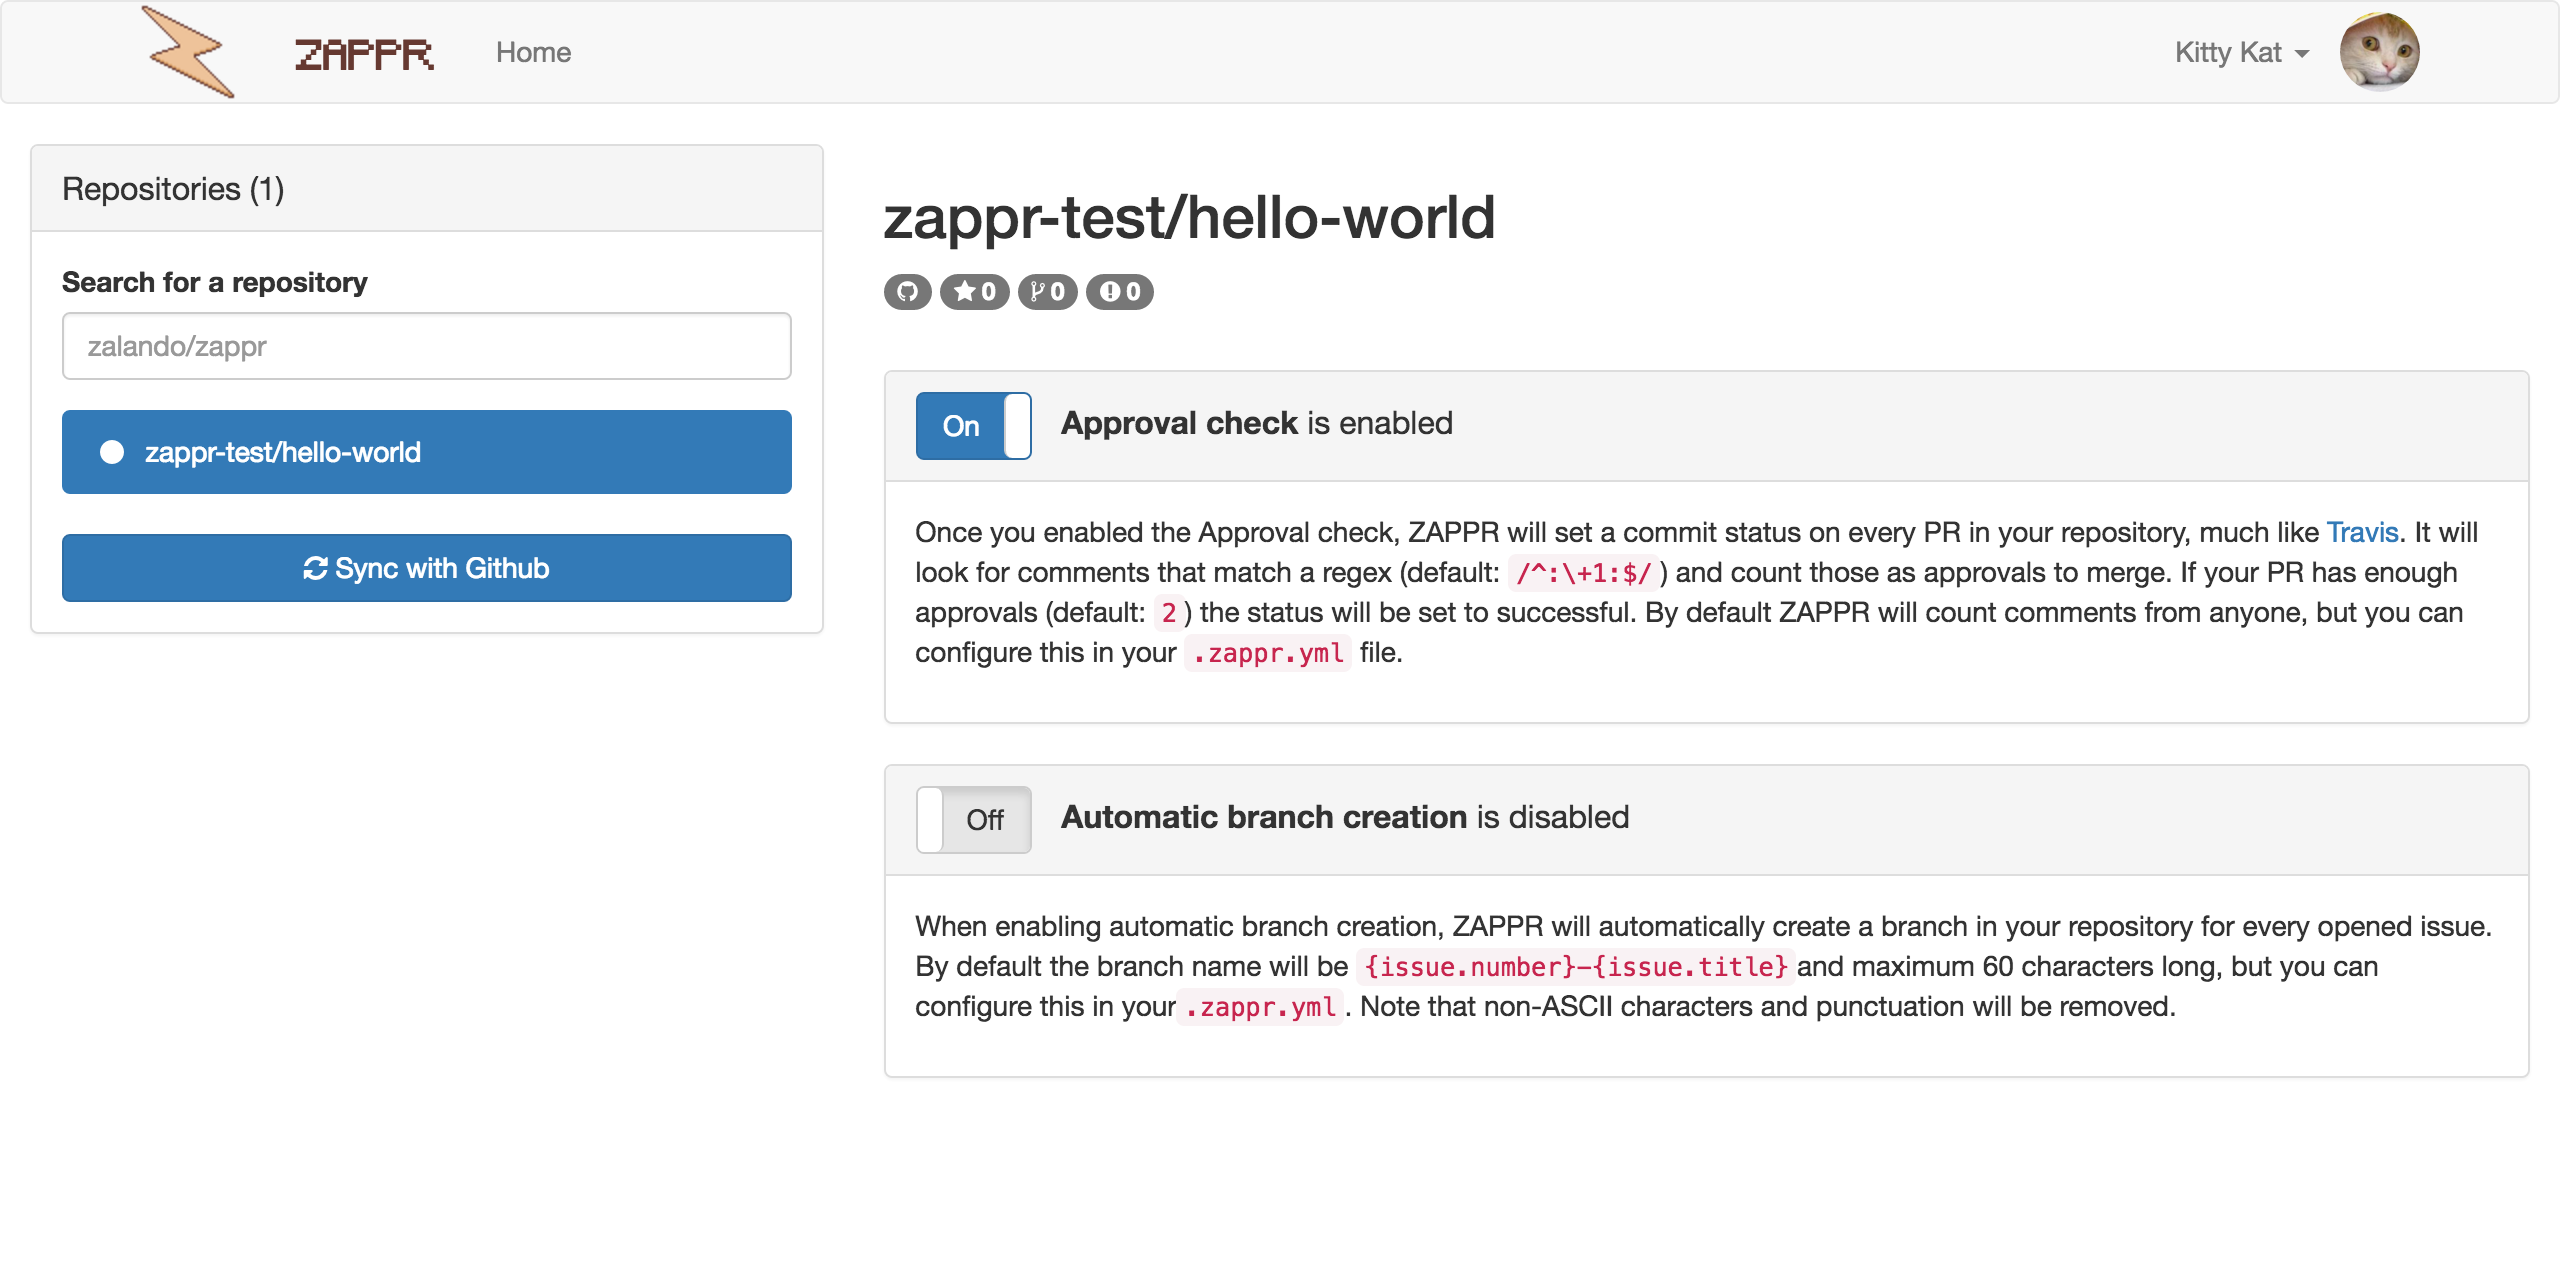 ZAPPR
Home
Kitty Kat
Repositories (1)
Search for a repository
zalando/zappr
zappr-test/hello-world
Sync with Github
zappr-test/hello-world
0 0 0
On Approval check is enabled
Once you enabled the Approval check, ZAPPR will set a commit status on every PR in your repository, much like Travis. It will
look for comments that match a regex (default: /^:\+1:$/) and count those as approvals to merge. If your PR has enough
approvals (default: 2) the status will be set to successful. By default ZAPPR will count comments from anyone, but you can
configure this in your .zappr.yml file.
Off Automatic branch creation is disabled
When enabling automatic branch creation, ZAPPR will automatically create a branch in your repository for every opened issue.
By default the branch name will be {issue.number}-{issue.title} and maximum 60 characters long, but you can
configure this in your .zappr.yml. Note that non-ASCII characters and punctuation will be removed.